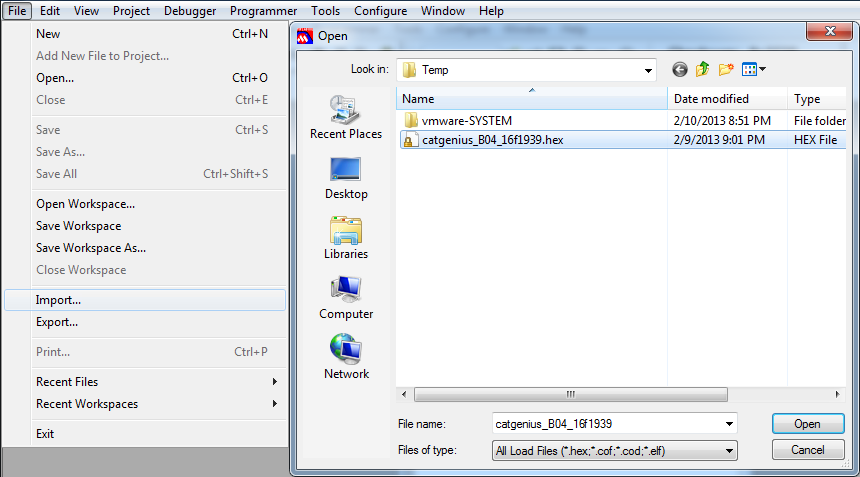 File Edit View Project Debugger Programmer Tools Configure Window Help
New Ctrl+N
Add New File to Project...
Open... Ctrl+O
Close Ctrl+E
Save Ctrl+S
Save As...
Save All Ctrl+Shift+S
Open Workspace...
Save Workspace
Save Workspace As...
Close Workspace
Import...
Export...
Print... Ctrl+P
Recent Files
Recent Workspaces
Exit
Open
Look in: Temp
Recent Places
Desktop
Libraries
Computer
Network
Name Date modified Type
vmware-SYSTEM 2/10/2013 8:51 PM File folder
catgenius_B04_16f1939.hex 2/9/2013 9:01 PM HEX File
File name: catgenius_B04_16f1939 Open
Files of type: All Load Files (*.hex;*.cof;*.cod;*.elf) Cancel